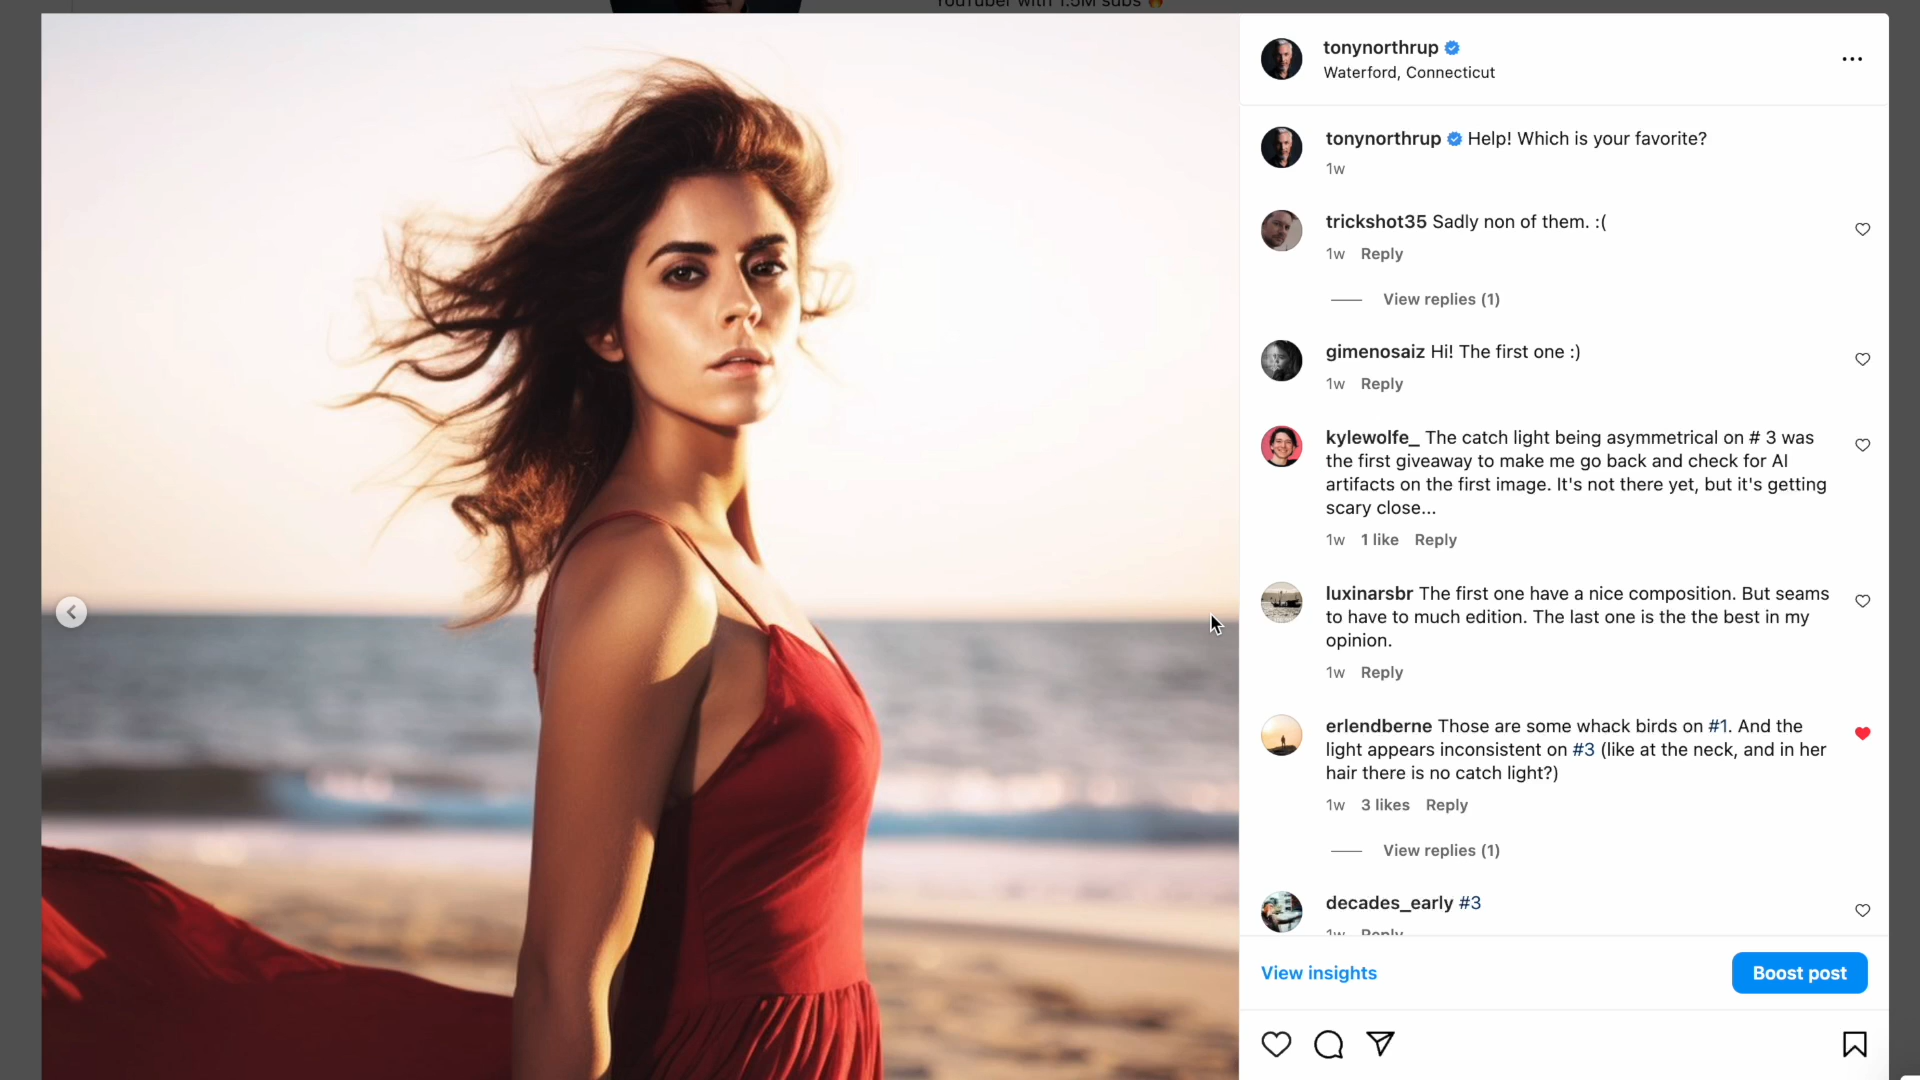 YouTuber with 1.5M subs
tonynorthrup
Waterford, Connecticut
tonynorthrup Help! Which is your favorite?
1w
trickshot35 Sadly non of them. :(
1w Reply
View replies (1)
gimenosaiz Hi! The first one :)
1w Reply
kylewolfe_ The catch light being asymmetrical on # 3 was
the first giveaway to make me go back and check for AI
artifacts on the first image. It's not there yet, but it's getting
scary close...
1w 1 like Reply
luxinarsbr The first one have a nice composition. But seams
to have to much edition. The last one is the the best in my
opinion.
1w Reply
erlendberne Those are some whack birds on #1. And the
light appears inconsistent on #3 (like at the neck, and in her
hair there is no catch light?)
1w 3 likes Reply
View replies (1)
decades_early #3
1w Reply
View insights
Boost post